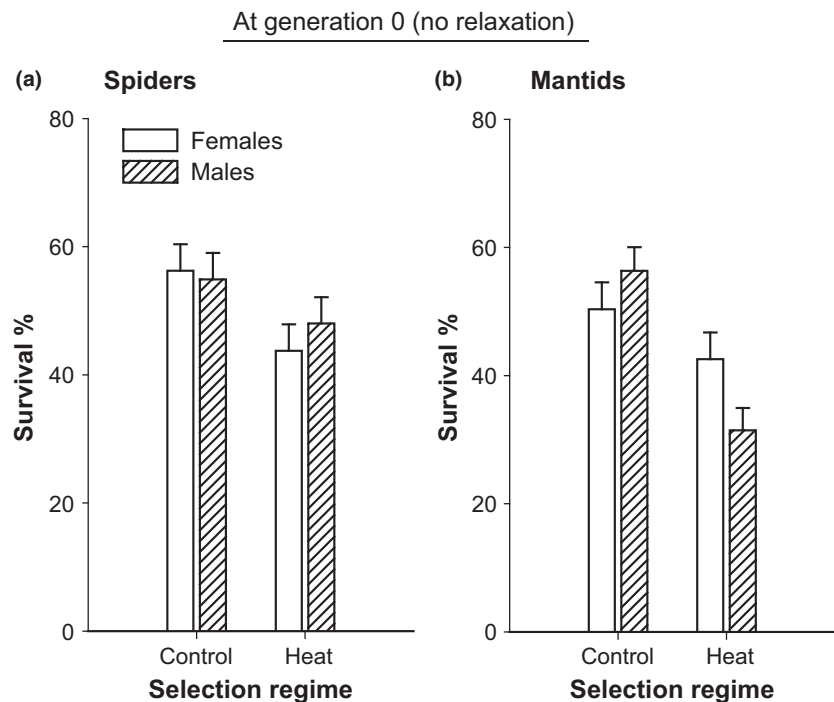 At generation 0 (no relaxation)
(a) Spiders
80
60
40
20
0
Survival %
Females
Males
Control Heat
Selection regime
(b) Mantids
80
60
40
20
0
Survival %
Control Heat
Selection regime